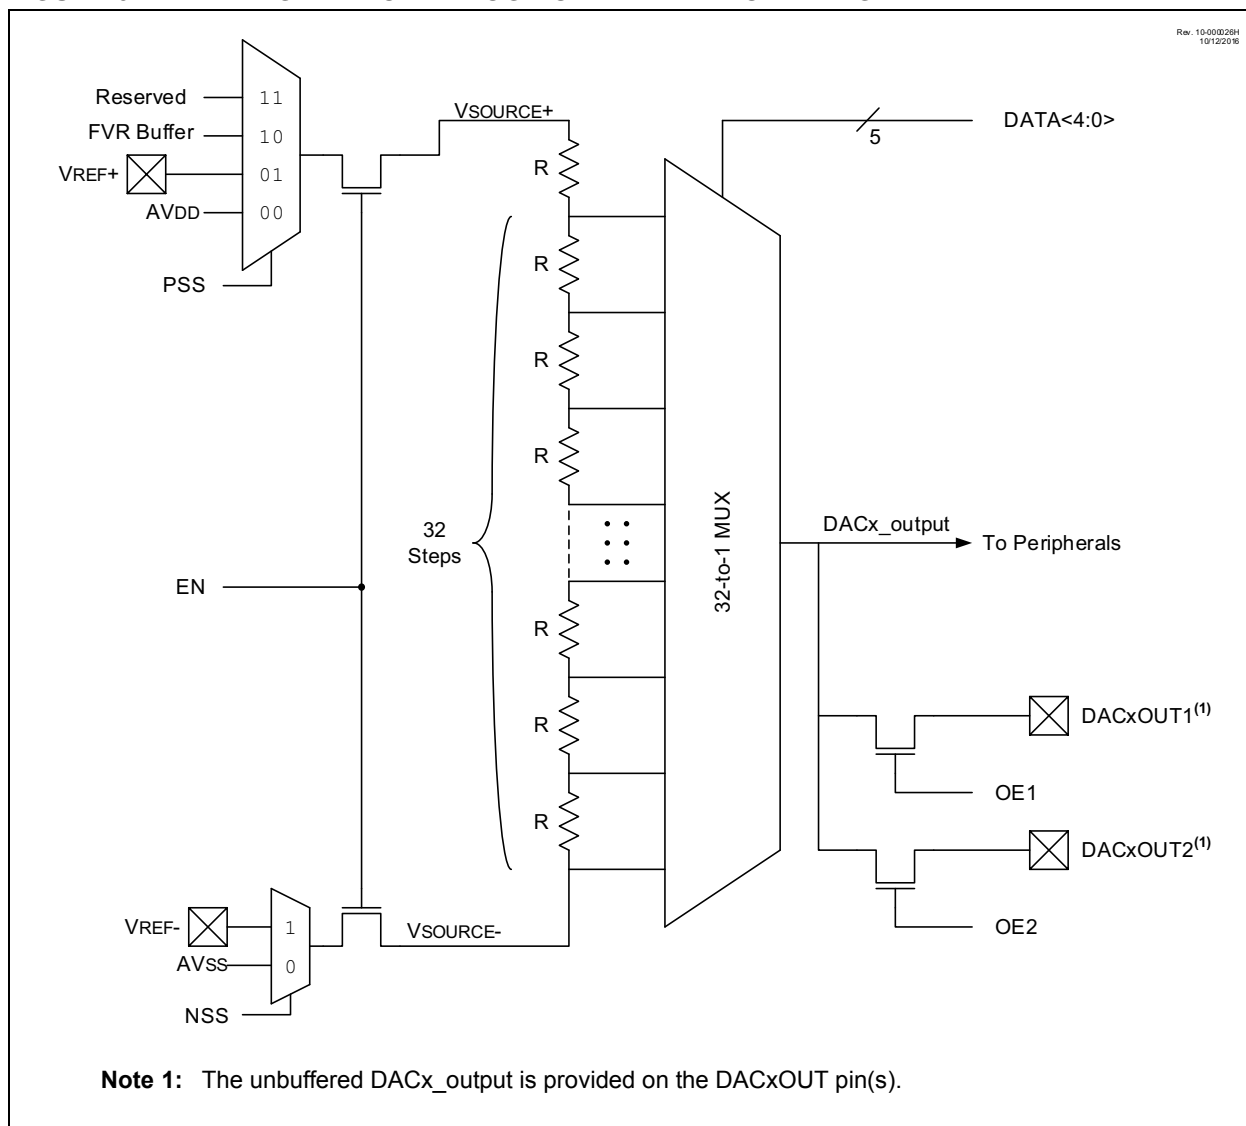 Rev. 10-000026H
10/12/2016
Reserved
11
FVR Buffer
10
VREF+
01
AVDD
00
PSS
VSOURCE+
R
R
R
R
32
Steps
R
R
R
DATA<4:0>
5
32-to-1 MUX
DACx_output
To Peripherals
EN
DACxOUT1(1)
OE1
DACxOUT2(1)
OE2
VREF-
1
AVSS
0
NSS
VSOURCE-
Note 1: The unbuffered DACx_output is provided on the DACxOUT pin(s).